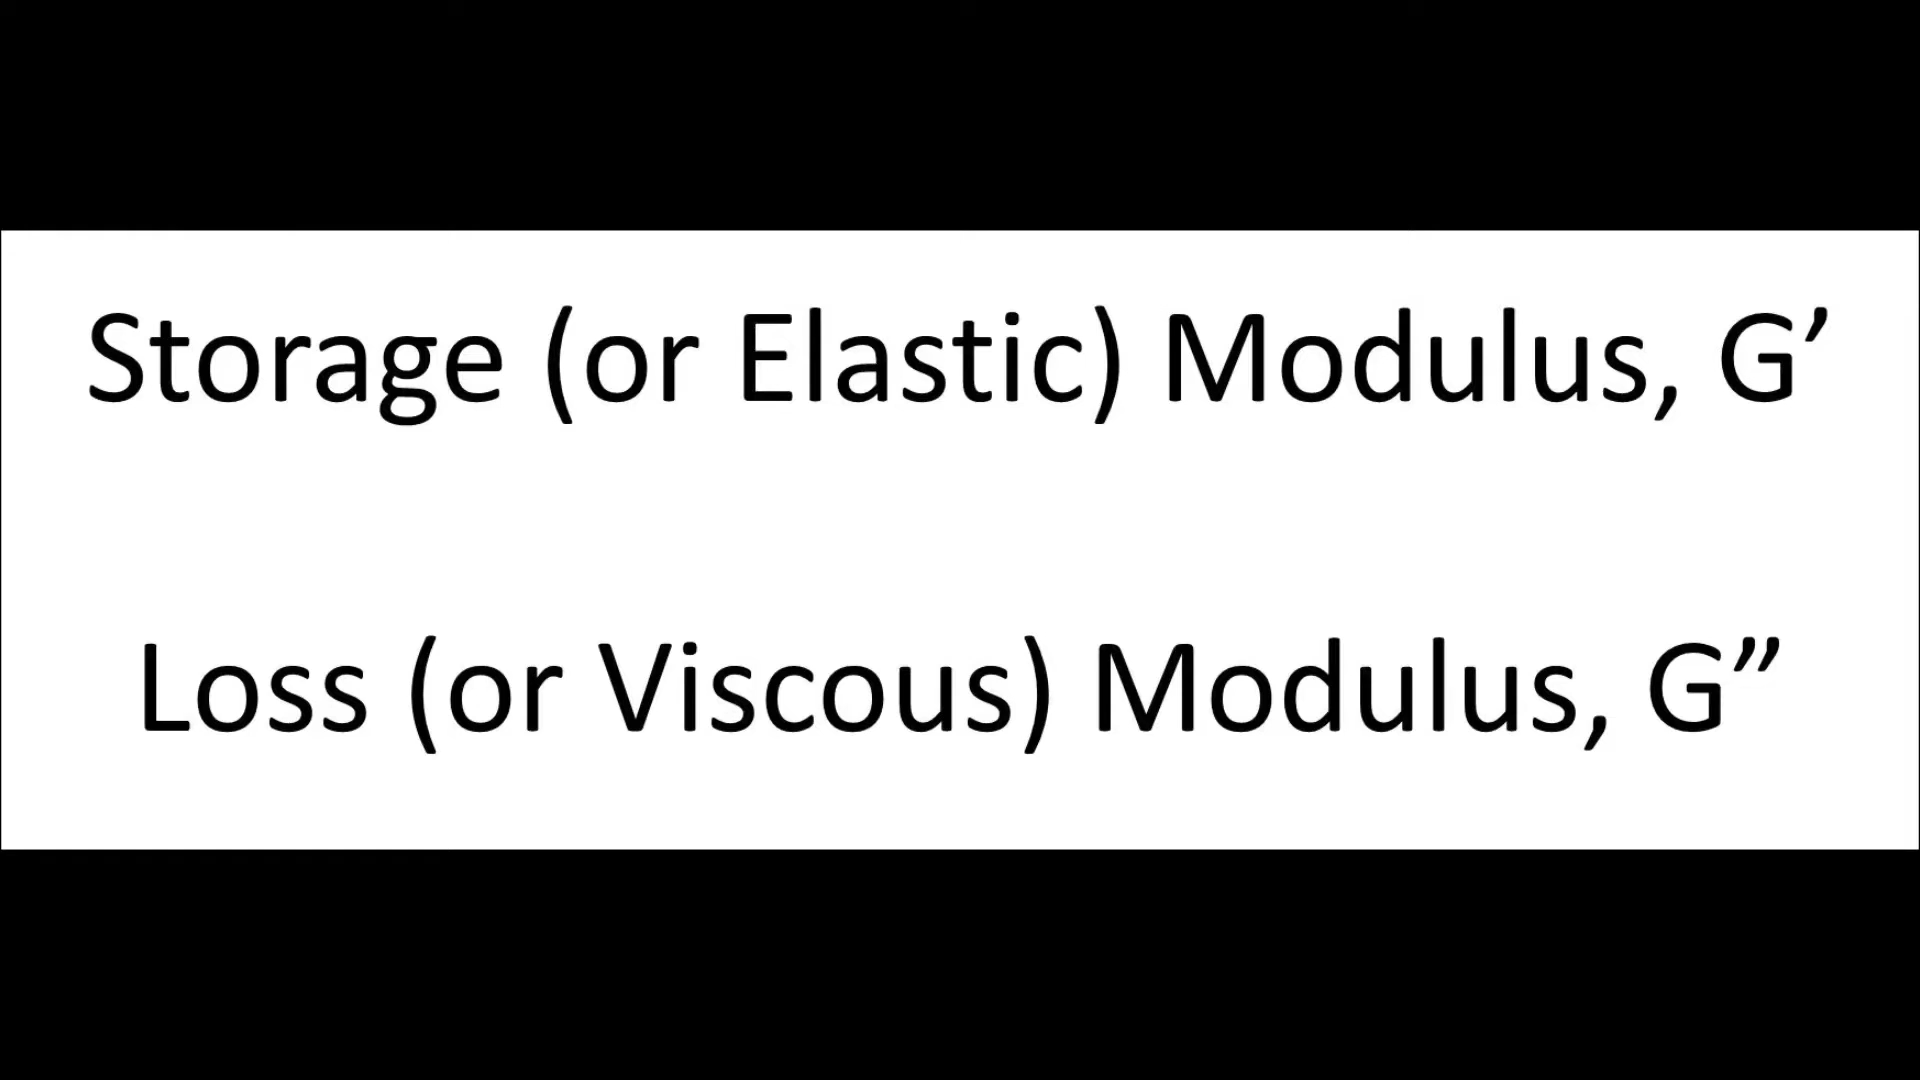 Storage (or Elastic) Modulus, G’
Loss (or Viscous) Modulus, G”